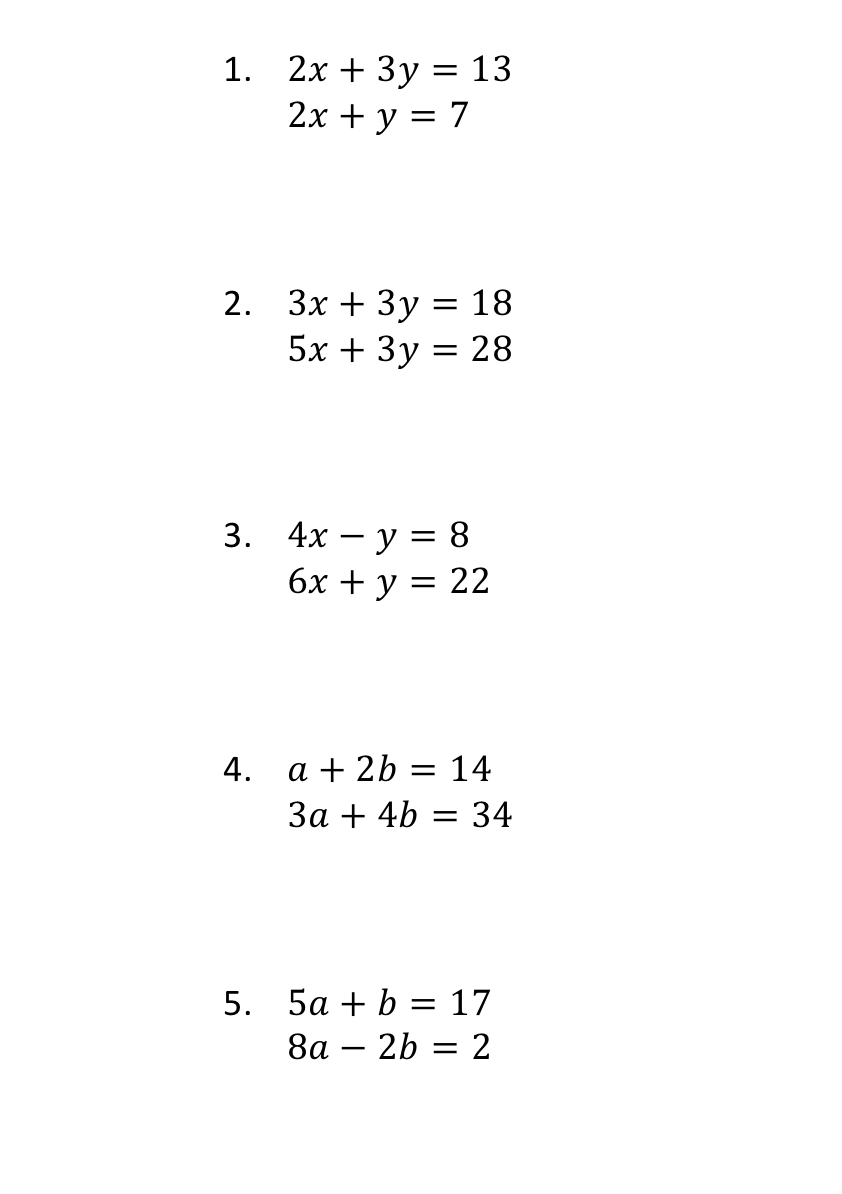 1. 2x + 3y = 13
2x + y = 7
2. 3x + 3y = 18
5x + 3y = 28
3. 4x − y = 8
6x + y = 22
4. a + 2b = 14
3a + 4b = 34
5. 5a + b = 17
8a − 2b = 2